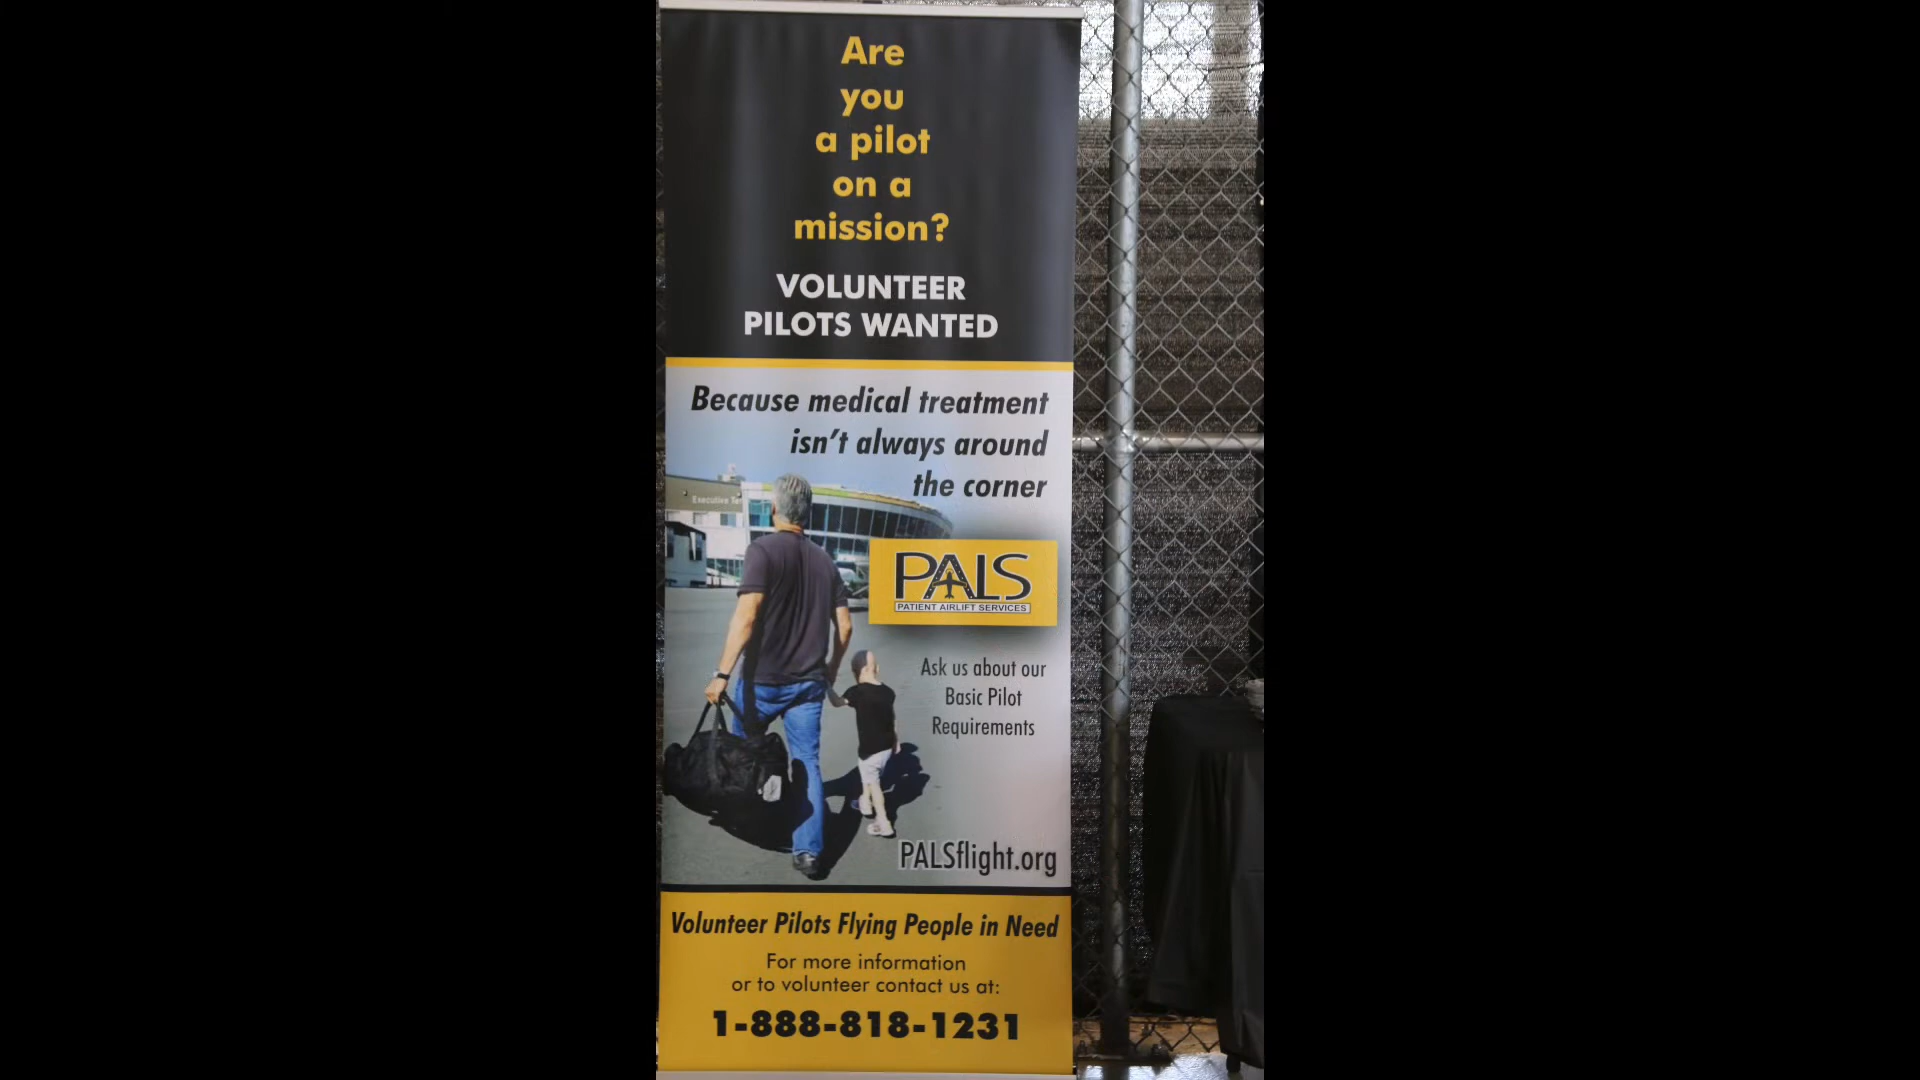 Are
you
a pilot
on a
mission?
VOLUNTEER
PILOTS WANTED
Because medical treatment
isn't always around
the corner
Executive Ter
PALS
PATIENT AIRLIFT SERVICES
Ask us about our
Basic Pilot
Requirements
PALSflight.org
Volunteer Pilots Flying People in Need
For more information
or to volunteer contact us at:
1-888-818-1231